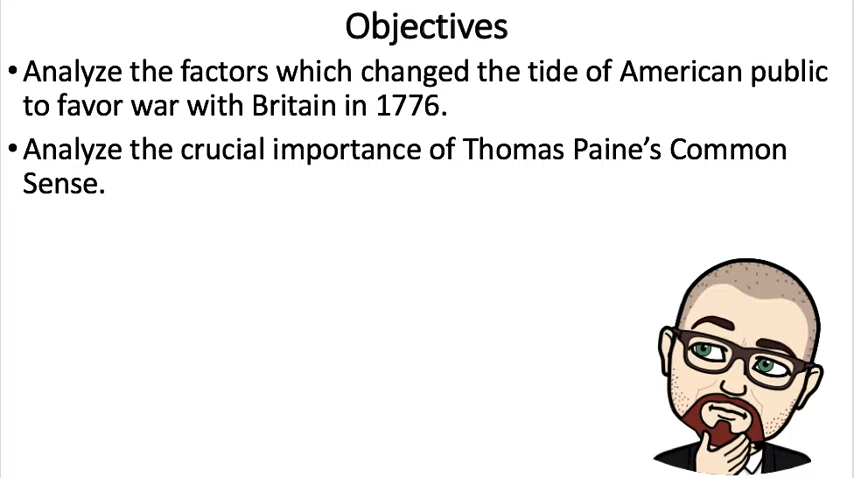 Objectives
• Analyze the factors which changed the tide of American public
to favor war with Britain in 1776.
• Analyze the crucial importance of Thomas Paine’s Common
Sense.